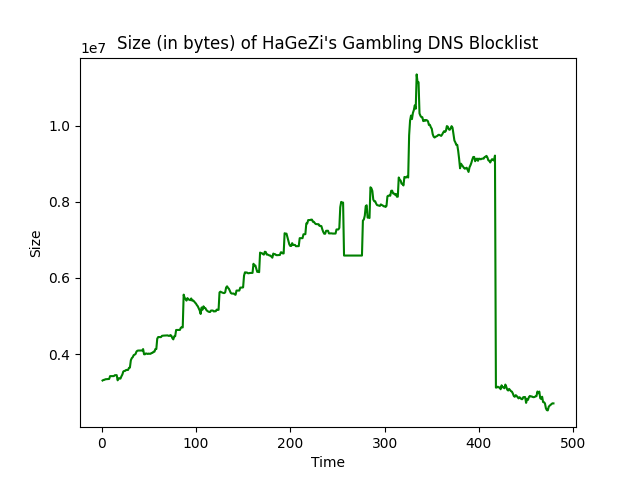 Size (in bytes) of HaGeZi's Gambling DNS Blocklist
1e7
1.0
0.8
0.6
0.4
Size
0 100 200 300 400 500
Time